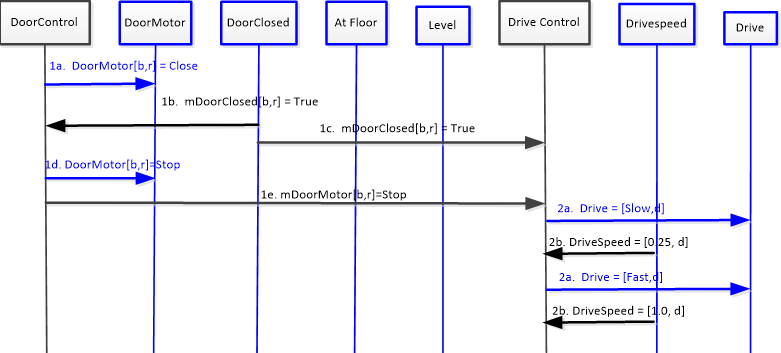 DoorControl
DoorMotor
DoorClosed
At Floor
Level
Drive Control
Drivespeed
Drive
1a. DoorMotor[b,r] = Close
1b. mDoorClosed[b,r] = True
1c. mDoorClosed[b,r] = True
1d. DoorMotor[b,r]=Stop
1e. mDoorMotor[b,r]=Stop
2a. Drive = [Slow,d]
2b. DriveSpeed = [0.25, d]
2a. Drive = [Fast,d]
2b. DriveSpeed = [1.0, d]